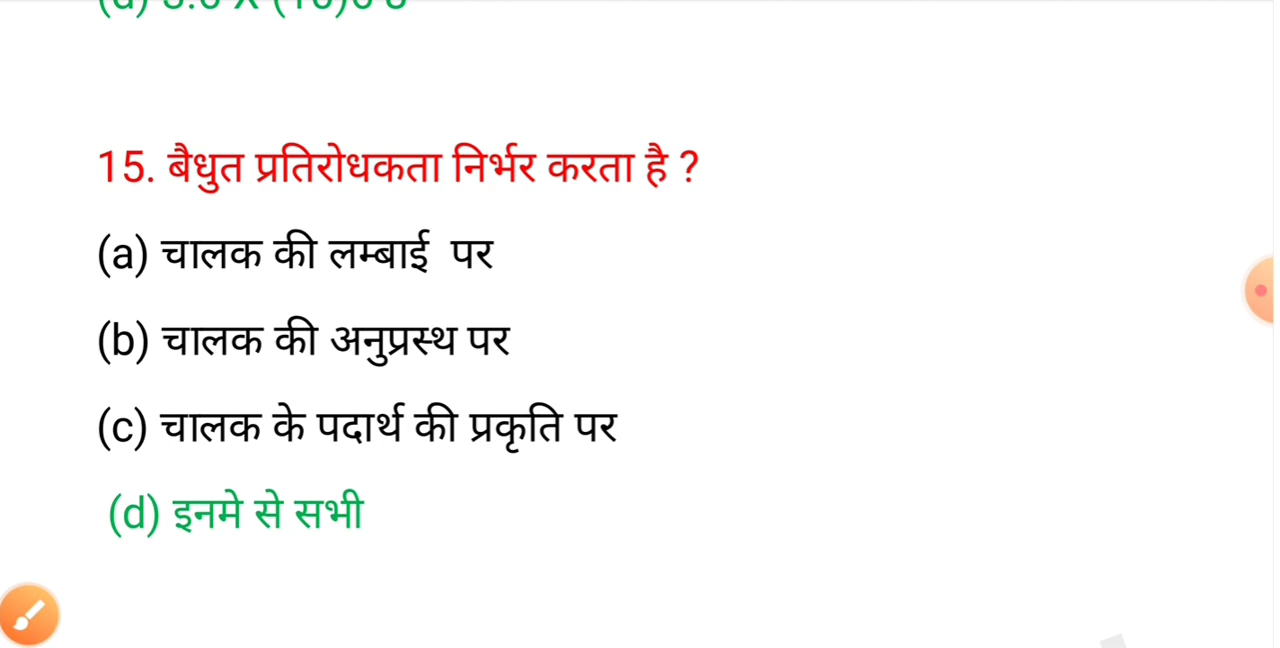 15. बैधुत प्रतिरोधकता निर्भर करता है ?
(a) चालक की लम्बाई पर
(b) चालक की अनुप्रस्थ पर
(c) चालक के पदार्थ की प्रकृति पर
(d) इनमे से सभी